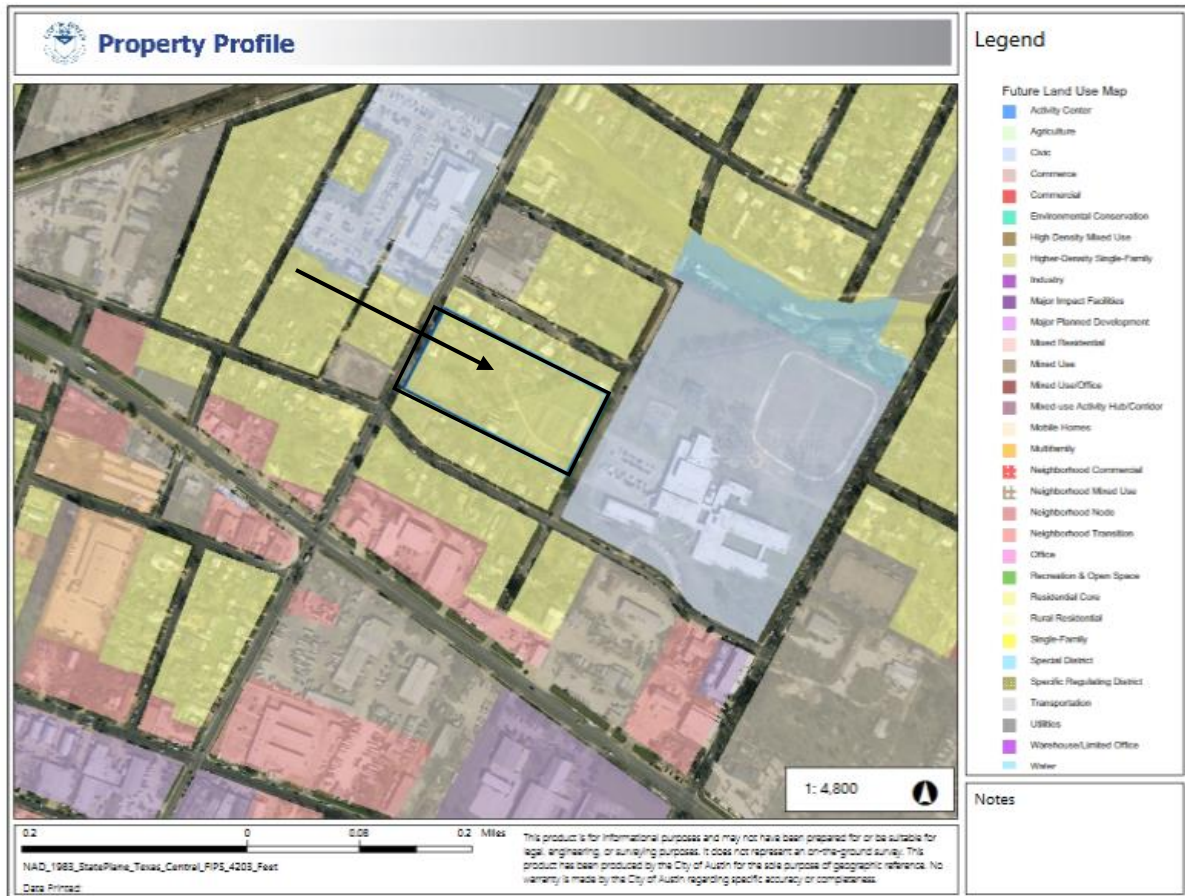 Property Profile
Legend
Future Land Use Map
Activity Center
Agriculture
Civic
Commerce
Commercial
Environmental Conservation
High Density Mixed Use
Higher-Density Single-Family
Industry
Major Impact Facilities
Major Planned Development
Mixed Residential
Mixed Use
Mixed Use/Office
Mixed-use Activity Hub/Corridor
Mobile Homes
Multifamily
Neighborhood Commercial
Neighborhood Mixed Use
Neighborhood Node
Neighborhood Transition
Office
Recreation & Open Space
Residential Core
Rural Residential
Single-Family
Special District
Specific Regulating District
Transportation
Utilities
Warehouse/Limited Office
Water
1: 4,800
Notes
0.2 0 0.08 0.2 Miles
NAD_1983_StatePlane_Texas_Central_FIPS_4203_Feet
Date Printed:
This product is for informational purposes and may not have been prepared for or be suitable for
legal, engineering, or surveying purposes. It does not represent an on-the-ground survey. This
product has been produced by the City of Austin for the sole purpose of geographic reference. No
warranty is made by the City of Austin regarding specific accuracy or completeness.